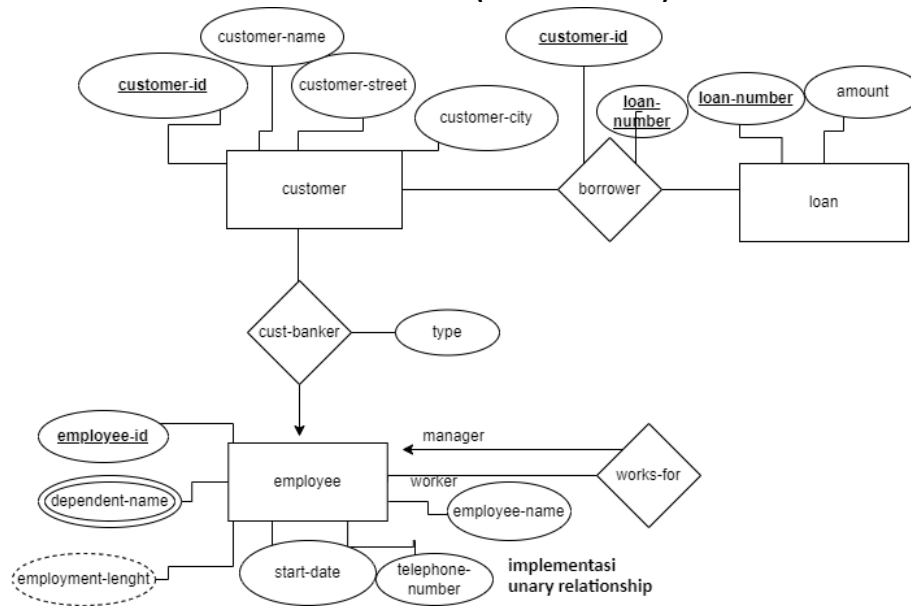 customer-name
customer-id
customer-id
customer-street
loan-
number
loan-number
amount
customer-city
customer
borrower
loan
cust-banker
type
employee-id
manager
employee
worker
works-for
dependent-name
employee-name
employment-lenght
start-date
telephone-
number
implementasi
unary relationship